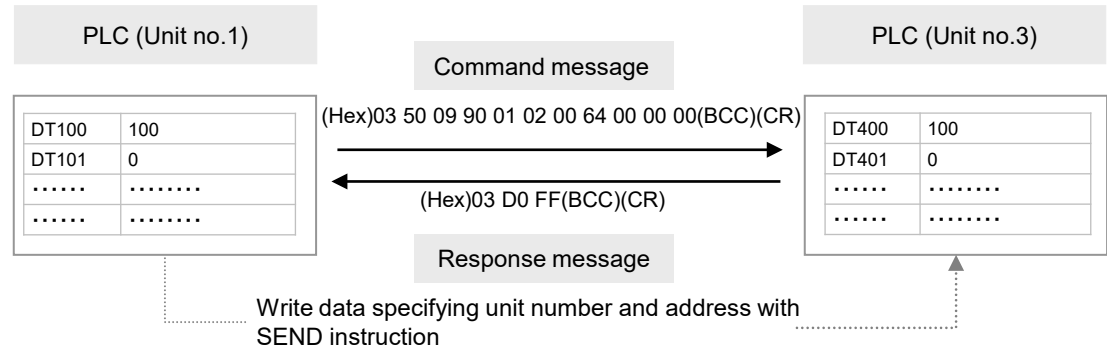 PLC (Unit no.1)
PLC (Unit no.3)
Command message
(Hex)03 50 09 90 01 02 00 64 00 00 00(BCC)(CR)
DT100 100
DT101 0
…… ……..
…… ……..
DT400 100
DT401 0
…… ……..
…… ……..
(Hex)03 D0 FF(BCC)(CR)
Response message
Write data specifying unit number and address with
SEND instruction